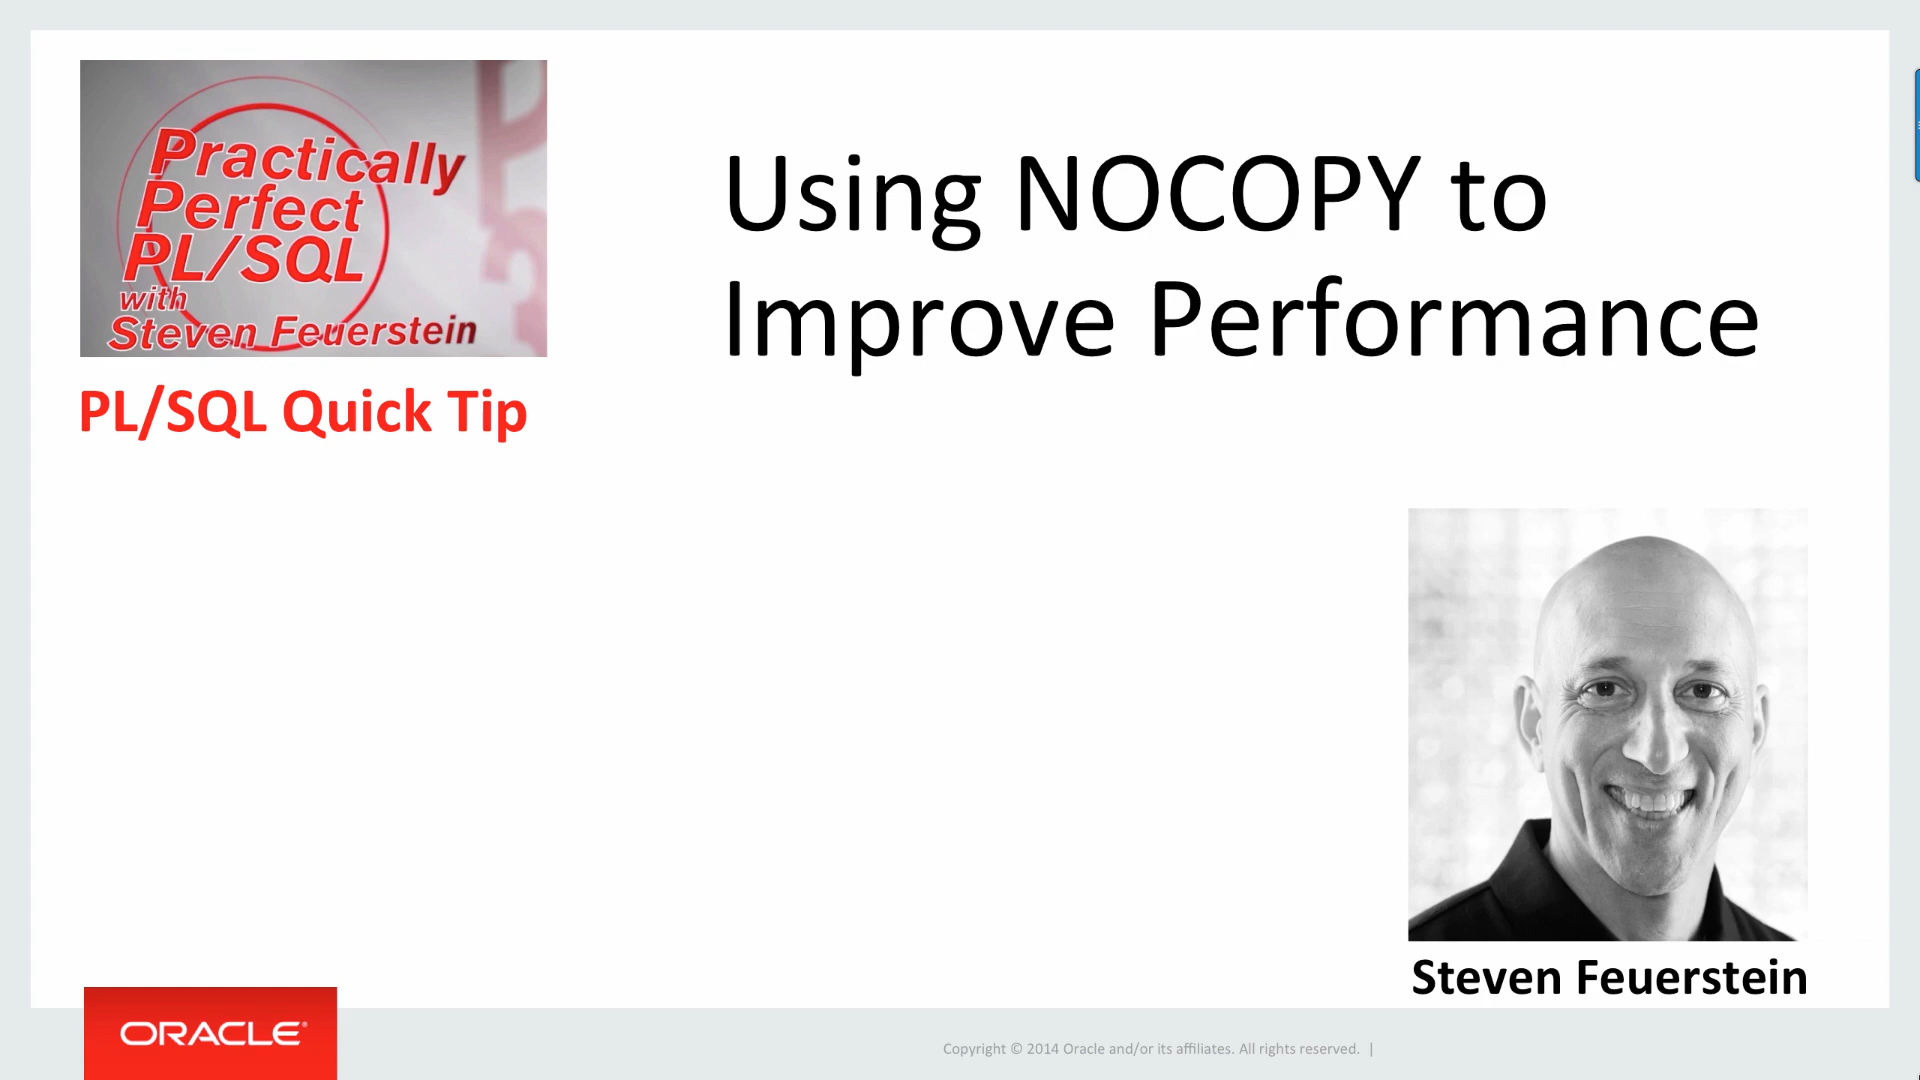 Practically
Perfect
PL/SQL
with
Steven Feuerstein
PL/SQL Quick Tip
Using NOCOPY to
Improve Performance
Steven Feuerstein
ORACLE®
Copyright © 2014 Oracle and/or its affiliates. All rights reserved. |